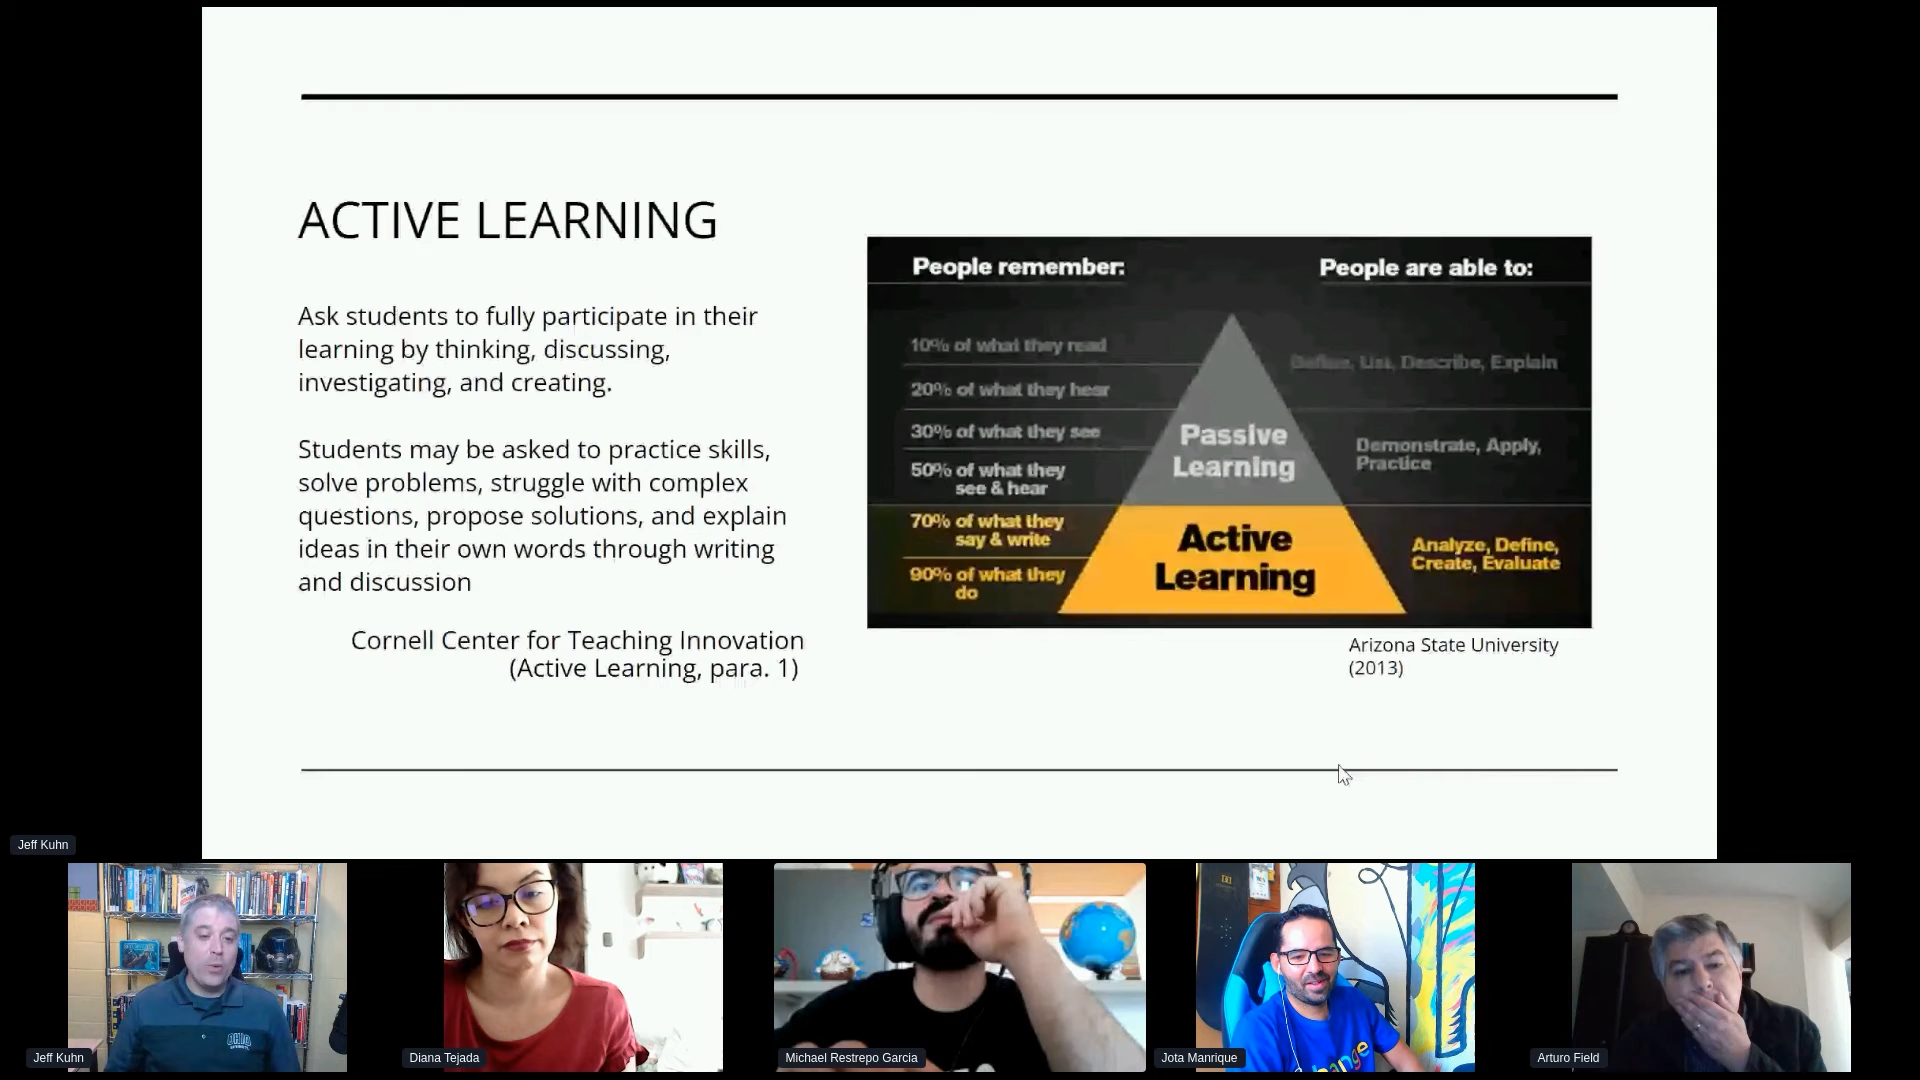 ACTIVE LEARNING
Ask students to fully participate in their
learning by thinking, discussing,
investigating, and creating.
Students may be asked to practice skills,
solve problems, struggle with complex
questions, propose solutions, and explain
ideas in their own words through writing
and discussion
Cornell Center for Teaching Innovation
(Active Learning, para. 1)
People remember:
People are able to:
10% of what they read
20% of what they hear
30% of what they see
50% of what they
see & hear
70% of what they
say & write
90% of what they
do
Passive
Learning
Active
Learning
Define, List, Describe, Explain
Demonstrate, Apply,
Practice
Analyze, Define,
Create, Evaluate
Arizona State University
(2013)
Jeff Kuhn
Jeff Kuhn
OHIO
Diana Tejada
Michael Restrepo Garcia
Jota Manrique
Arturo Field